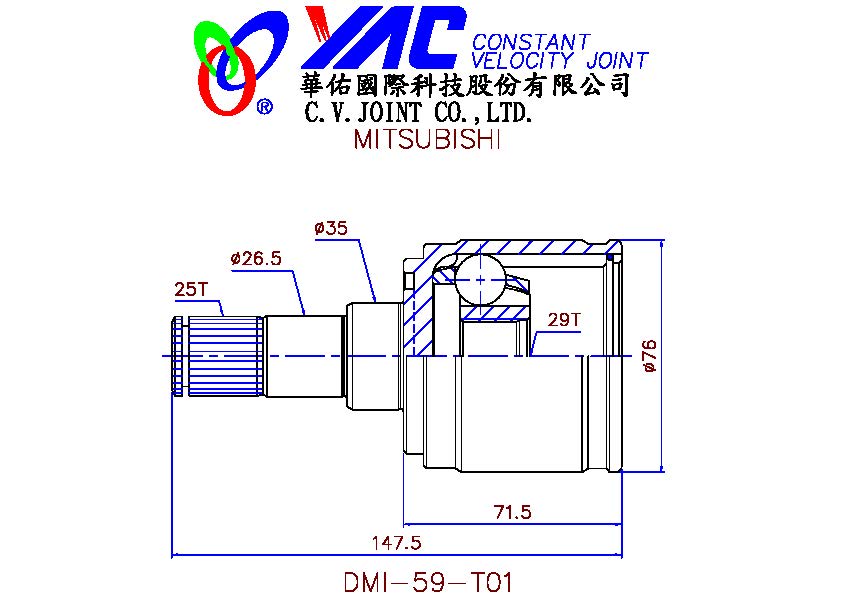 YAC CONSTANT
VELOCITY JOINT
®
華佑國際科技股份有限公司
C.V.JOINT CO.,LTD.
MITSUBISHI
ø35
ø26.5
25T
29T
ø76
71.5
147.5
DMI-59-T01